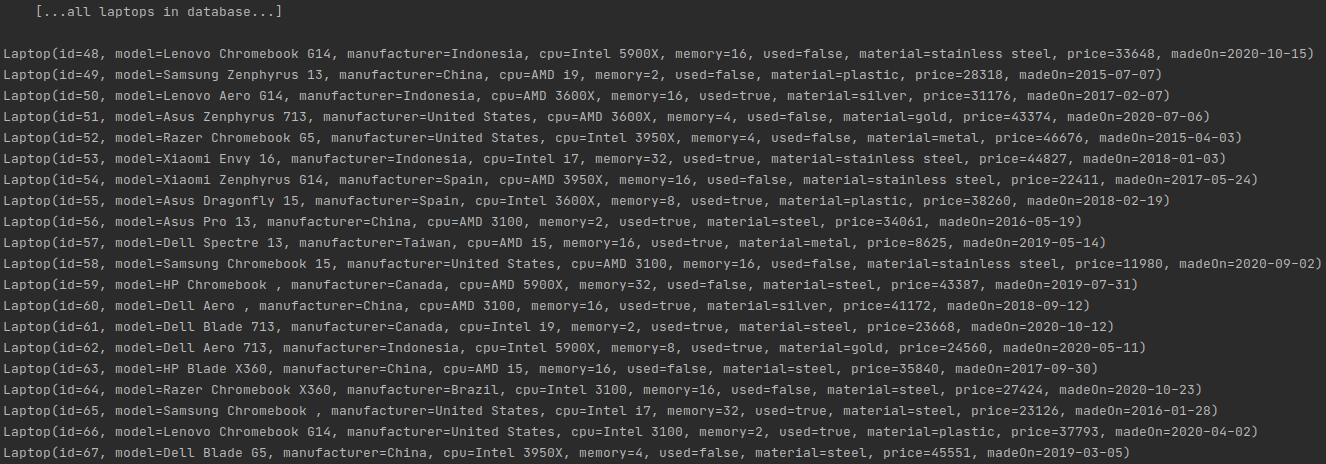 [...all laptops in database...]
Laptop(id=48, model=Lenovo Chromebook G14, manufacturer=Indonesia, cpu=Intel 5900X, memory=16, used=false, material=stainless steel, price=33648, madeOn=2020-10-15)
Laptop(id=49, model=Samsung Zenphyrus 13, manufacturer=China, cpu=AMD i9, memory=2, used=false, material=plastic, price=28318, madeOn=2015-07-07)
Laptop(id=50, model=Lenovo Aero G14, manufacturer=Indonesia, cpu=AMD 3600X, memory=16, used=true, material=silver, price=31176, madeOn=2017-02-07)
Laptop(id=51, model=Asus Zenphyrus 713, manufacturer=United States, cpu=AMD 3600X, memory=4, used=false, material=gold, price=43374, madeOn=2020-07-06)
Laptop(id=52, model=Razer Chromebook G5, manufacturer=United States, cpu=Intel 3950X, memory=4, used=false, material=metal, price=46676, madeOn=2015-04-03)
Laptop(id=53, model=Xiaomi Envy 16, manufacturer=Indonesia, cpu=Intel i7, memory=32, used=true, material=stainless steel, price=44827, madeOn=2018-01-03)
Laptop(id=54, model=Xiaomi Zenphyrus G14, manufacturer=Spain, cpu=AMD 3950X, memory=16, used=false, material=stainless steel, price=22411, madeOn=2017-05-24)
Laptop(id=55, model=Asus Dragonfly 15, manufacturer=Spain, cpu=Intel 3600X, memory=8, used=true, material=plastic, price=38260, madeOn=2018-02-19)
Laptop(id=56, model=Asus Pro 13, manufacturer=China, cpu=AMD 3100, memory=2, used=true, material=steel, price=34061, madeOn=2016-05-19)
Laptop(id=57, model=Dell Spectre 13, manufacturer=Taiwan, cpu=AMD i5, memory=16, used=true, material=metal, price=8625, madeOn=2019-05-14)
Laptop(id=58, model=Samsung Chromebook 15, manufacturer=United States, cpu=AMD 3100, memory=16, used=false, material=stainless steel, price=11980, madeOn=2020-09-02)
Laptop(id=59, model=HP Chromebook , manufacturer=Canada, cpu=AMD 5900X, memory=32, used=false, material=steel, price=43387, madeOn=2019-07-31)
Laptop(id=60, model=Dell Aero , manufacturer=China, cpu=AMD 3100, memory=16, used=true, material=silver, price=41172, madeOn=2018-09-12)
Laptop(id=61, model=Dell Blade 713, manufacturer=Canada, cpu=Intel i9, memory=2, used=true, material=steel, price=23668, madeOn=2020-10-12)
Laptop(id=62, model=Dell Aero 713, manufacturer=Indonesia, cpu=Intel 5900X, memory=8, used=true, material=gold, price=24560, madeOn=2020-05-11)
Laptop(id=63, model=HP Blade X360, manufacturer=China, cpu=AMD i5, memory=16, used=false, material=steel, price=35840, madeOn=2017-09-30)
Laptop(id=64, model=Razer Chromebook X360, manufacturer=Brazil, cpu=Intel 3100, memory=16, used=false, material=steel, price=27424, madeOn=2020-10-23)
Laptop(id=65, model=Samsung Chromebook , manufacturer=United States, cpu=Intel i7, memory=32, used=true, material=steel, price=23126, madeOn=2016-01-28)
Laptop(id=66, model=Lenovo Chromebook G14, manufacturer=United States, cpu=Intel 3100, memory=2, used=true, material=plastic, price=37793, madeOn=2020-04-02)
Laptop(id=67, model=Dell Blade G5, manufacturer=China, cpu=Intel 3950X, memory=4, used=false, material=steel, price=45551, madeOn=2019-03-05)